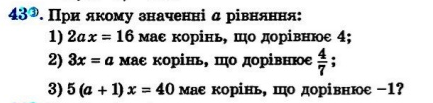 43③. При якому значенні a рівняння:
1) 2ax = 16 має корінь, що дорівнює 4;
2) 3x = a має корінь, що дорівнює 4/7;
3) 5(a + 1)x = 40 має корінь, що дорівнює −1?